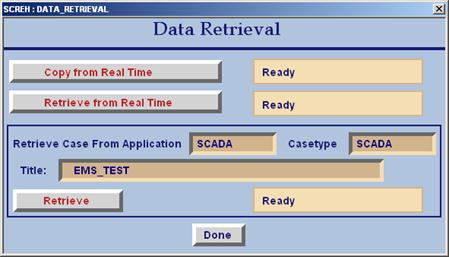 SCREH : DATA_RETRIEVAL
Data Retrieval
Copy from Real Time Ready
Retrieve from Real Time Ready
Retrieve Case From Application SCADA Casetype SCADA
Title: EMS_TEST
Retrieve Ready
Done